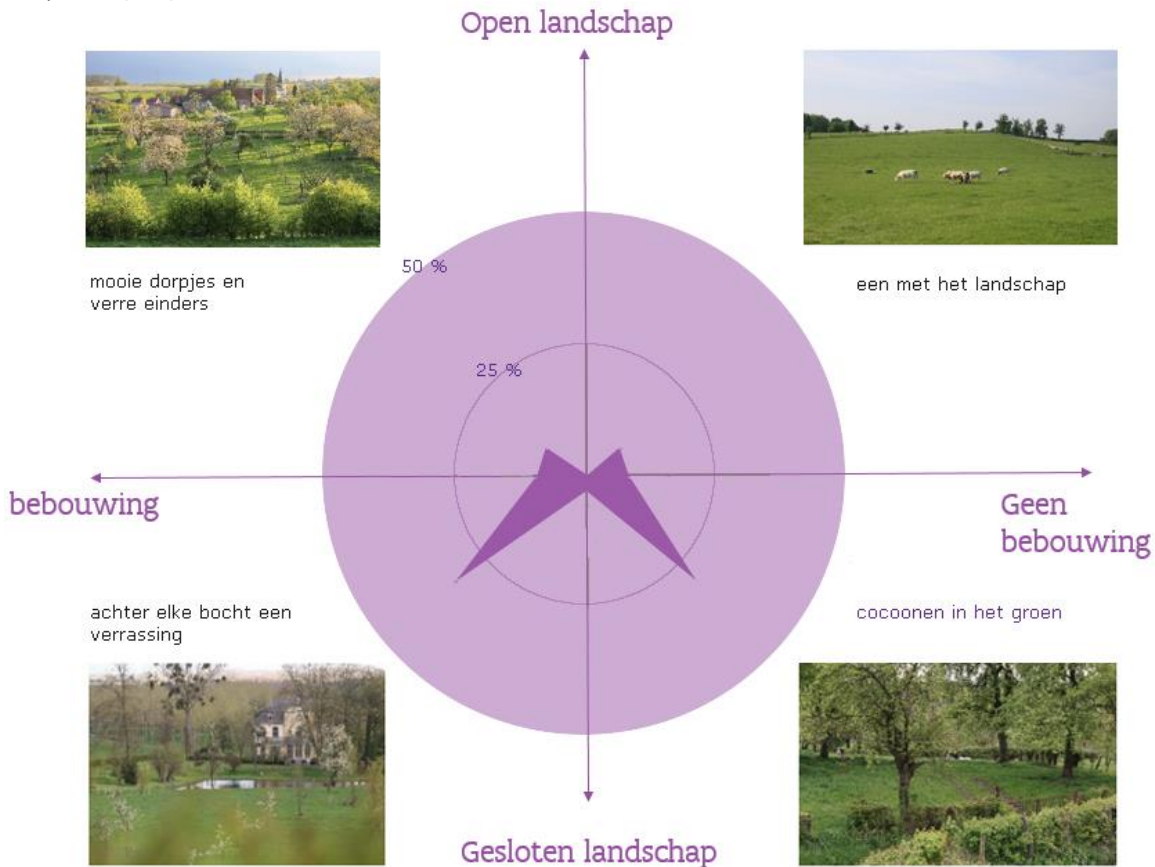 Open landschap
mooie dorpjes en
verre einders
50 %
een met het landschap
25 %
bebouwing
Geen
bebouwing
achter elke bocht een
verrassing
cocoonen in het groen
Gesloten landschap